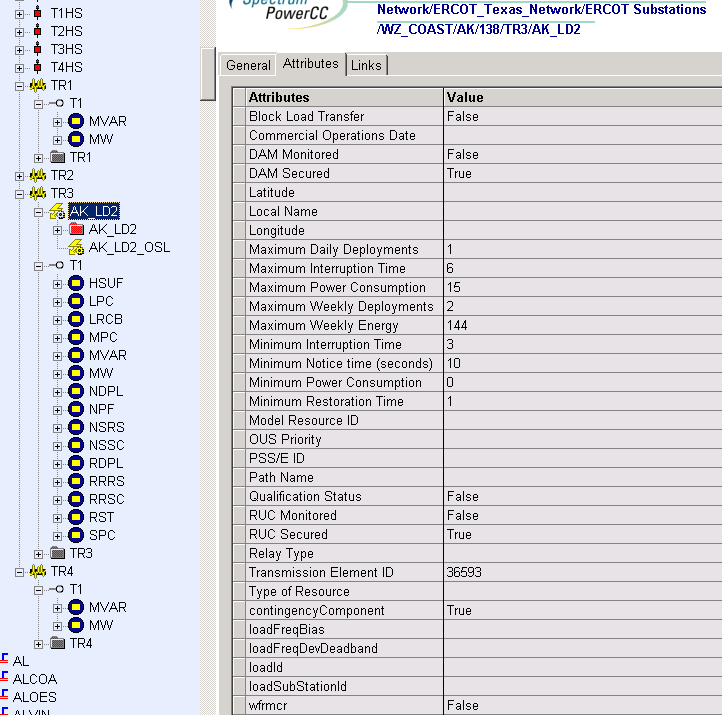 T1HS
T2HS
T3HS
T4HS
TR1
T1
MVAR
MW
TR1
TR2
TR3
AK_LD2
AK_LD2
AK_LD2_OSL
T1
HSUF
LPC
LRCB
MPC
MVAR
MW
NDPL
NPF
NSRS
NSSC
RDPL
RRRS
RRSC
RST
SPC
TR3
TR4
T1
MVAR
MW
TR4
AL
ALCOA
ALOES
ALVIN
Spectrum
PowerCC
Network/ERCOT_Texas_Network/ERCOT Substations
/WZ_COAST/AK/138/TR3/AK_LD2
General Attributes Links
Attributes Value
Block Load Transfer False
Commercial Operations Date
DAM Monitored False
DAM Secured True
Latitude
Local Name
Longitude
Maximum Daily Deployments 1
Maximum Interruption Time 6
Maximum Power Consumption 15
Maximum Weekly Deployments 2
Maximum Weekly Energy 144
Minimum Interruption Time 3
Minimum Notice time (seconds) 10
Minimum Power Consumption 0
Minimum Restoration Time 1
Model Resource ID
OUS Priority
PSS/E ID
Path Name
Qualification Status False
RUC Monitored False
RUC Secured True
Relay Type
Transmission Element ID 36593
Type of Resource
contingencyComponent True
loadFreqBias
loadFreqDevDeadband
loadId
loadSubStationId
wfrmcr False